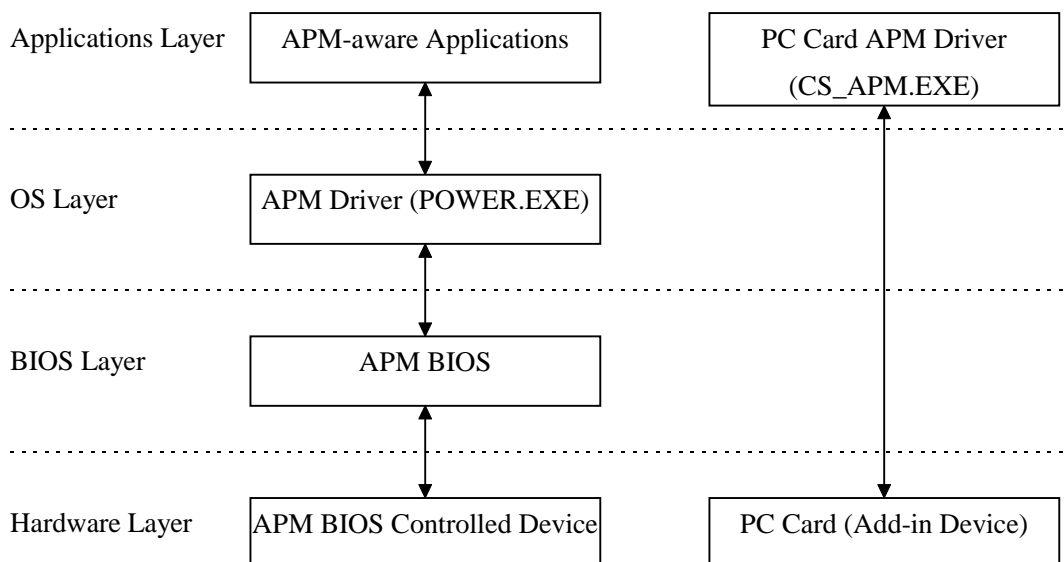 Applications Layer
APM-aware Applications
PC Card APM Driver
(CS_APM.EXE)
OS Layer
APM Driver (POWER.EXE)
BIOS Layer
APM BIOS
Hardware Layer
APM BIOS Controlled Device
PC Card (Add-in Device)